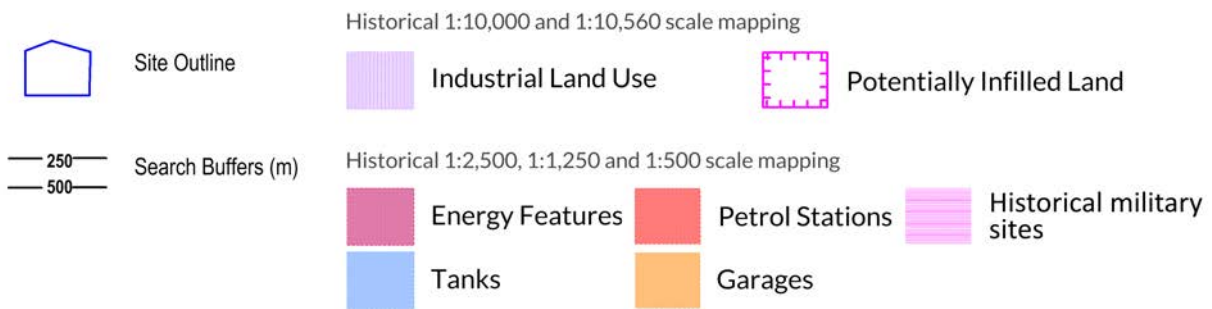 Historical 1:10,000 and 1:10,560 scale mapping
Site Outline
Industrial Land Use
Potentially Infilled Land
250
500
Search Buffers (m)
Historical 1:2,500, 1:1,250 and 1:500 scale mapping
Energy Features
Petrol Stations
Historical military
sites
Tanks
Garages